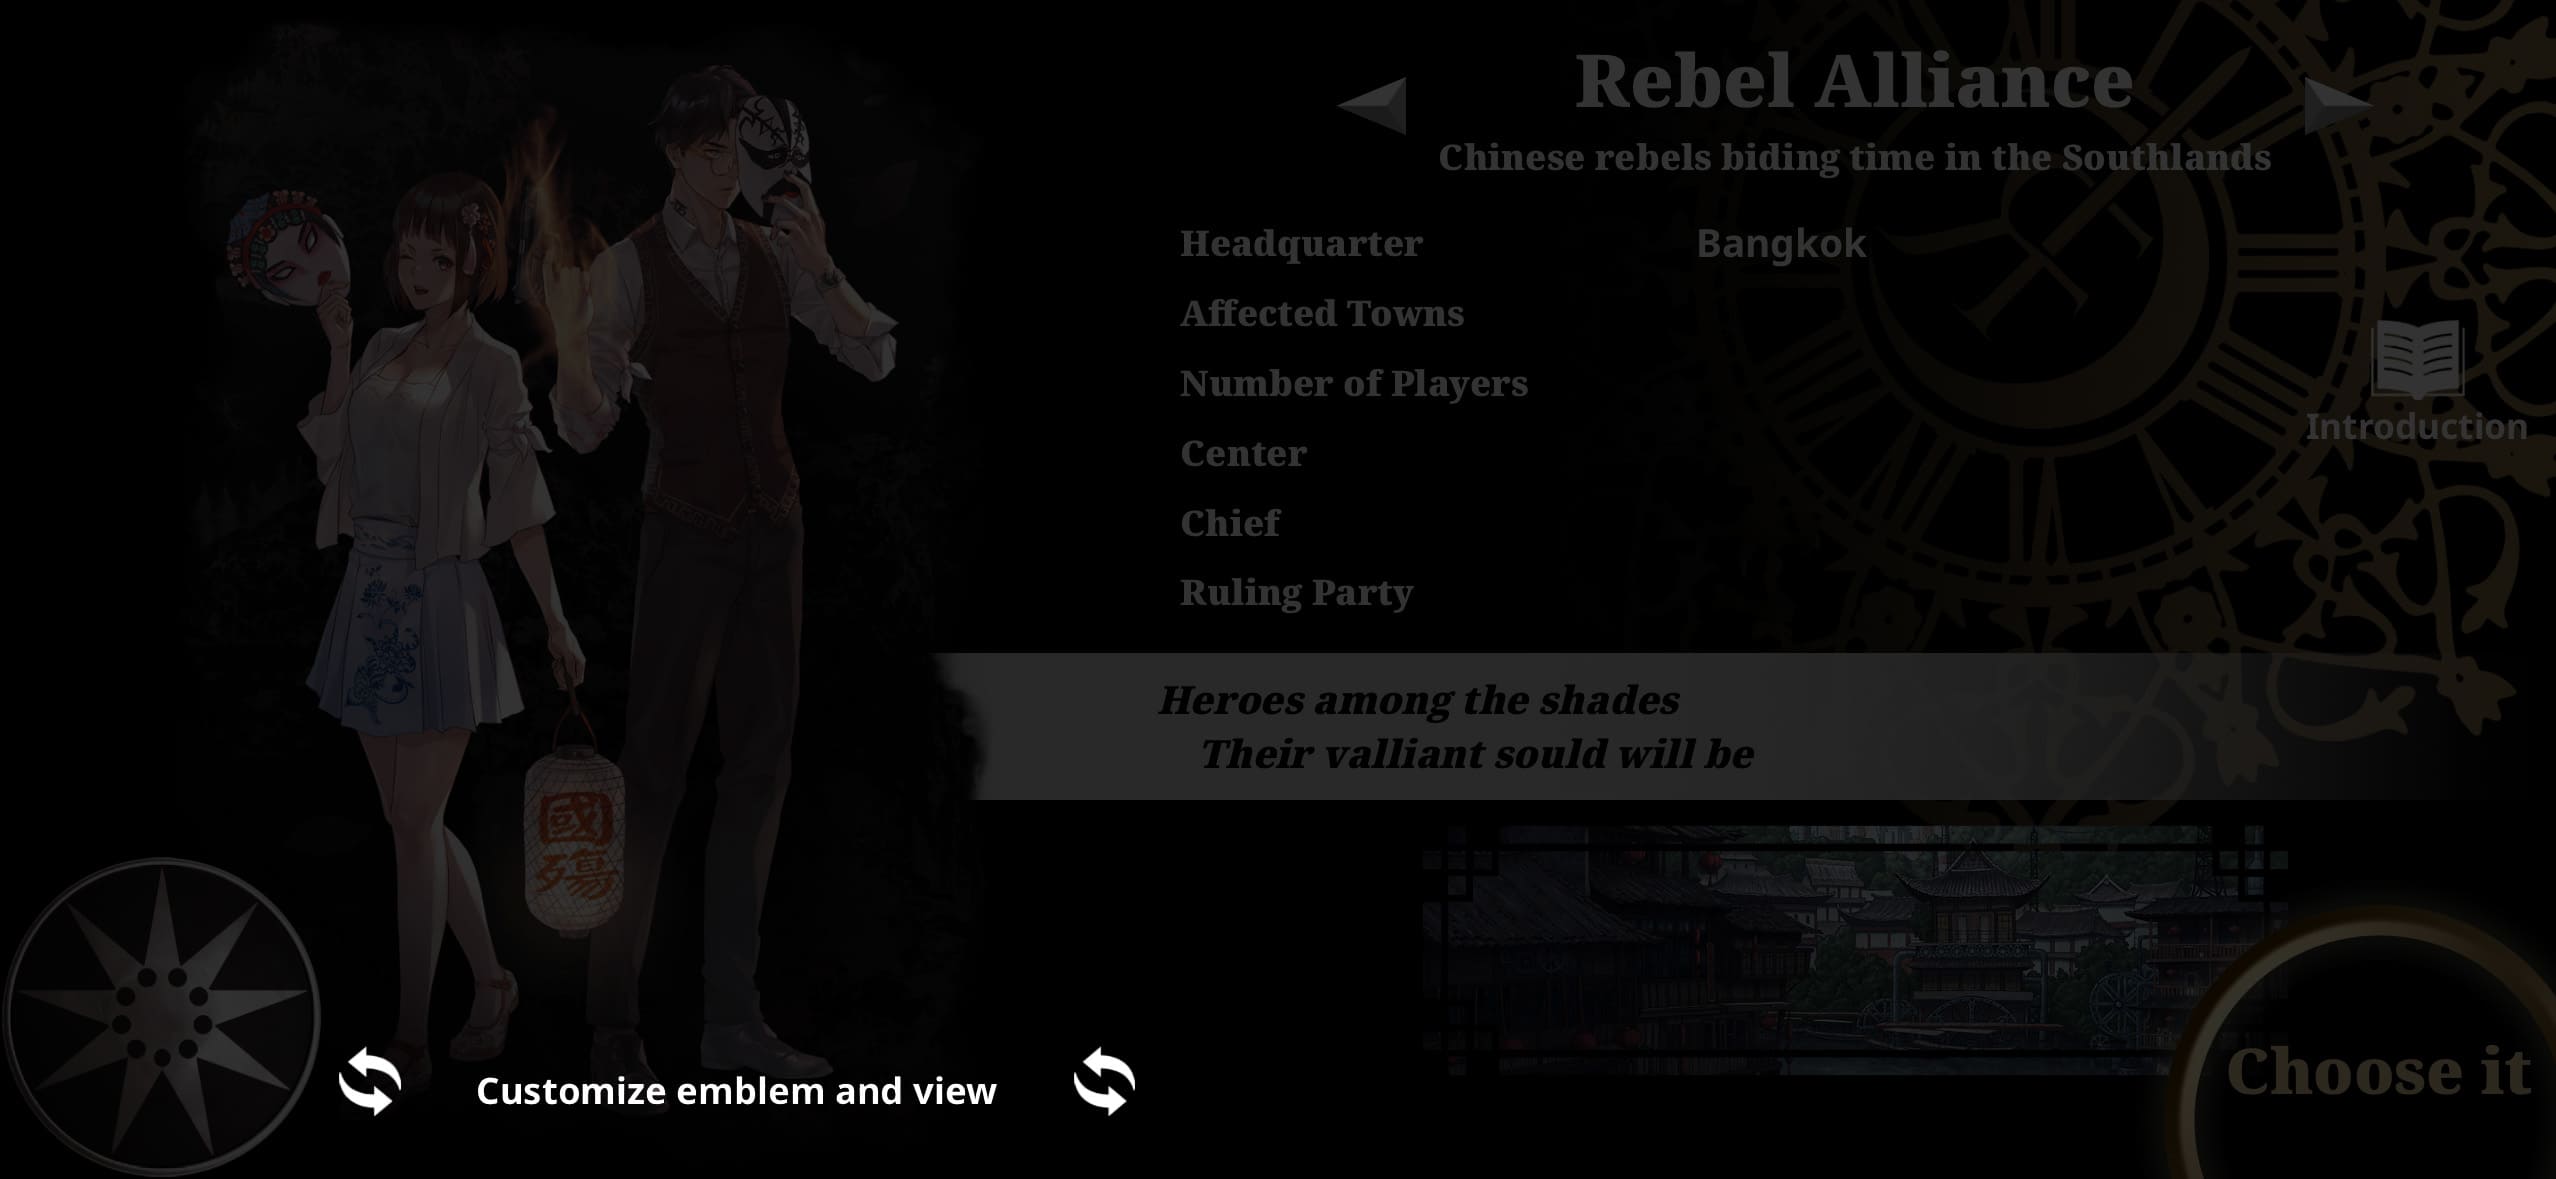 Rebel Alliance
Chinese rebels biding time in the Southlands
Headquarter Bangkok
Affected Towns
Number of Players
Center
Chief
Ruling Party
Introduction
Heroes among the shades
Their valliant sould will be
國
殤
Customize emblem and view
Choose it